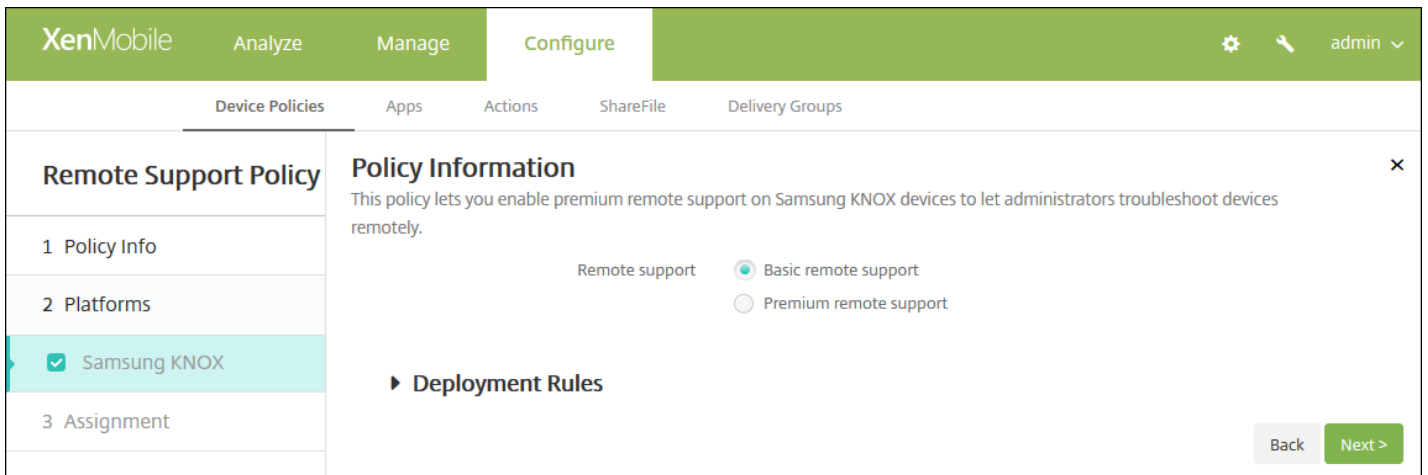 XenMobile Analyze Manage Configure admin
Device Policies Apps Actions ShareFile Delivery Groups
Remote Support Policy
1 Policy Info
2 Platforms
Samsung KNOX
3 Assignment
Policy Information
This policy lets you enable premium remote support on Samsung KNOX devices to let administrators troubleshoot devices
remotely.
Remote support Basic remote support
Premium remote support
Deployment Rules
Back Next >